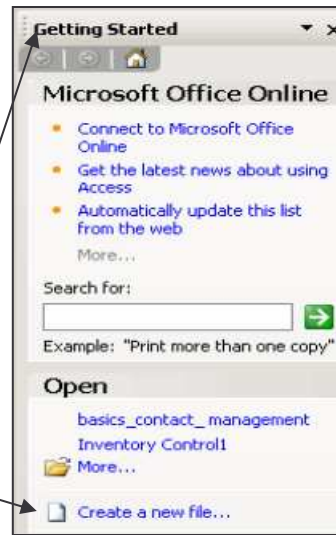 Getting Started
Microsoft Office Online
Connect to Microsoft Office
Online
Get the latest news about using
Access
Automatically update this list
from the web
More...
Search for:
Example: "Print more than one copy"
Open
basics_contact_ management
Inventory Control1
More...
Create a new file...